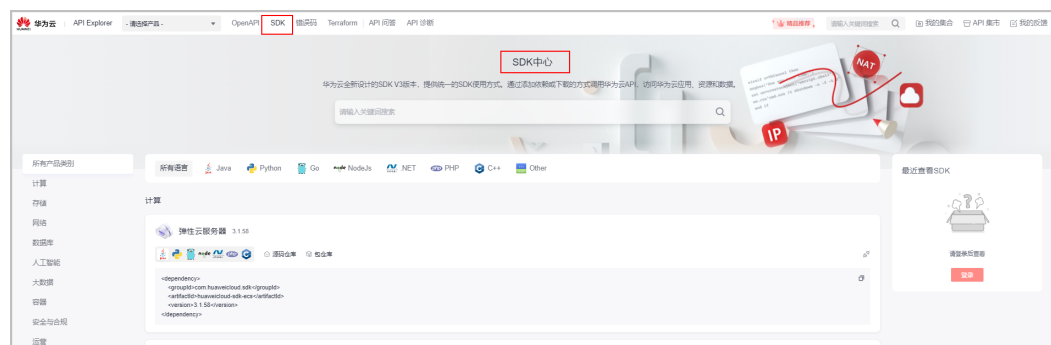 华为云 API Explorer - 请选择产品 - OpenAPI SDK 错误码 Terraform API 问答 API 诊断 精品推荐 请输入关键词搜索 我的集合 API 集市 我的反馈
HUAWEI
SDK中心
华为云全新设计的SDK V3版本，提供统一的SDK使用方式。通过添加依赖或下载的方式调用华为云API，访问华为云应用、资源和数据。
请输入关键词搜索
NAT
IP
所有产品类别
计算
存储
网络
数据库
人工智能
大数据
容器
安全与合规
运营
所有语言 Java Python Go NodeJs .NET PHP C++ Other
计算
弹性云服务器 3.1.58
源码仓库 包仓库
<dependency>
<groupId>com.huaweicloud.sdk</groupId>
<artifactId>huaweicloud-sdk-ecs</artifactId>
<version>3.1.58</version>
</dependency>
最近查看SDK
请登录后查看
登录